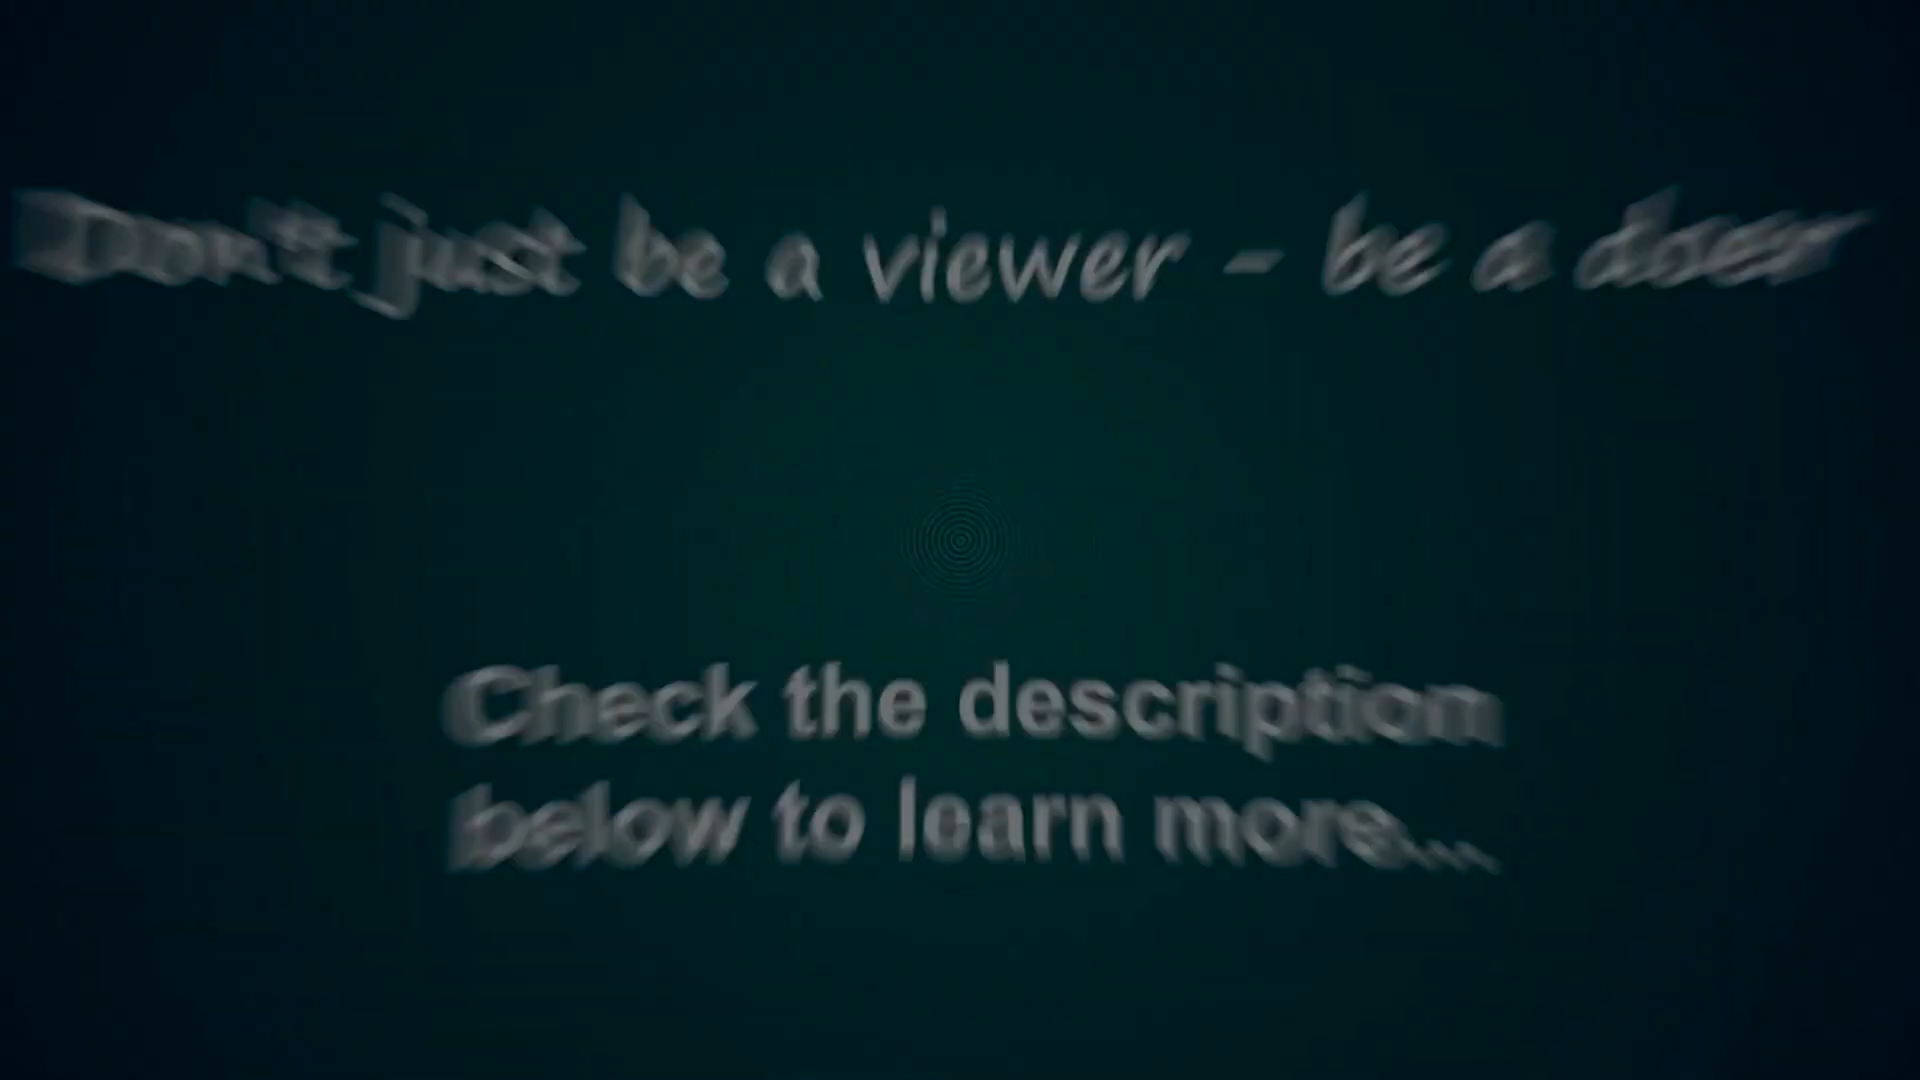 Don't just be a viewer - be a doer
Check the description
below to learn more...